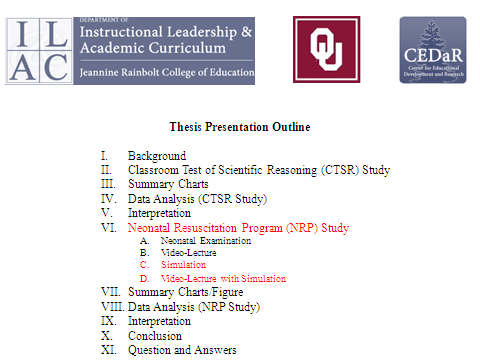 DEPARTMENT OF
I L
A C
Instructional Leadership &
Academic Curriculum
Jeannine Rainbolt College of Education
OU
CEDaR
Center for Educational
Development and Research
Thesis Presentation Outline
I. Background
II. Classroom Test of Scientific Reasoning (CTSR) Study
III. Summary Charts
IV. Data Analysis (CTSR Study)
V. Interpretation
VI. Neonatal Resuscitation Program (NRP) Study
A. Neonatal Examination
B. Video-Lecture
C. Simulation
D. Video-Lecture with Simulation
VII. Summary Charts/Figure
VIII. Data Analysis (NRP Study)
IX. Interpretation
X. Conclusion
XI. Question and Answers